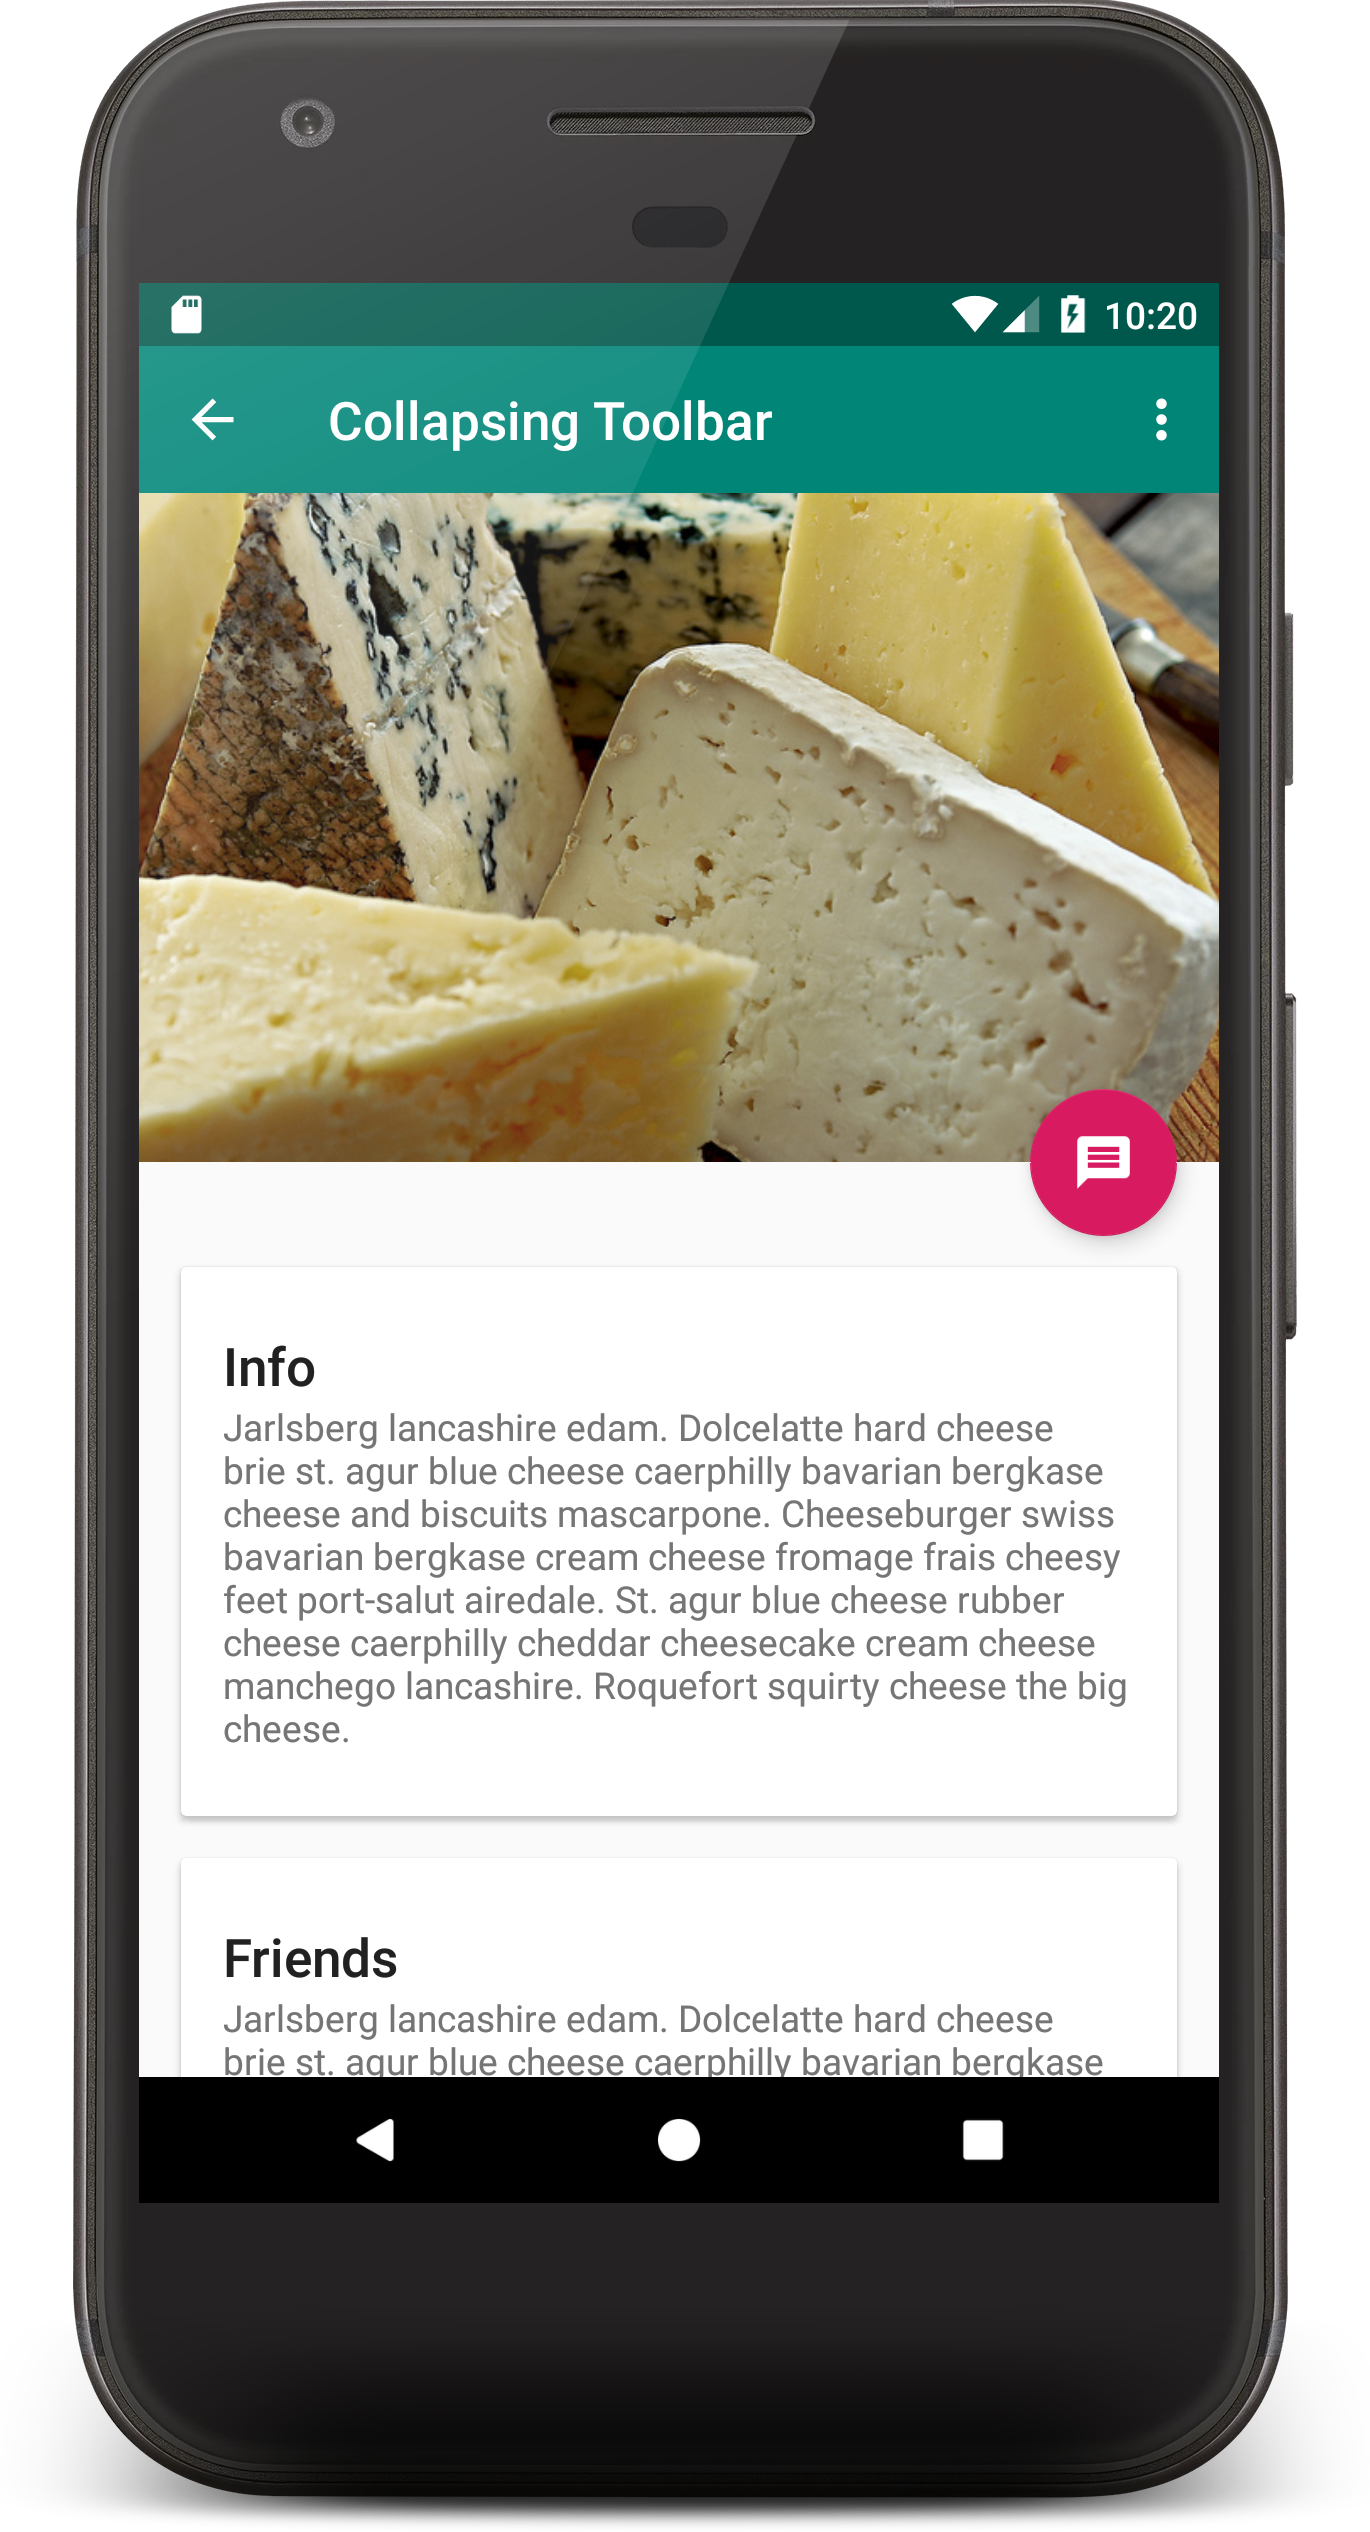 10:20
Collapsing Toolbar
Info
Jarlsberg lancashire edam. Dolcelatte hard cheese
brie st. agur blue cheese caerphilly bavarian bergkase
cheese and biscuits mascarpone. Cheeseburger swiss
bavarian bergkase cream cheese fromage frais cheesy
feet port-salut airedale. St. agur blue cheese rubber
cheese caerphilly cheddar cheesecake cream cheese
manchego lancashire. Roquefort squirty cheese the big
cheese.
Friends
Jarlsberg lancashire edam. Dolcelatte hard cheese
brie st. agur blue cheese caerphilly bavarian bergkase